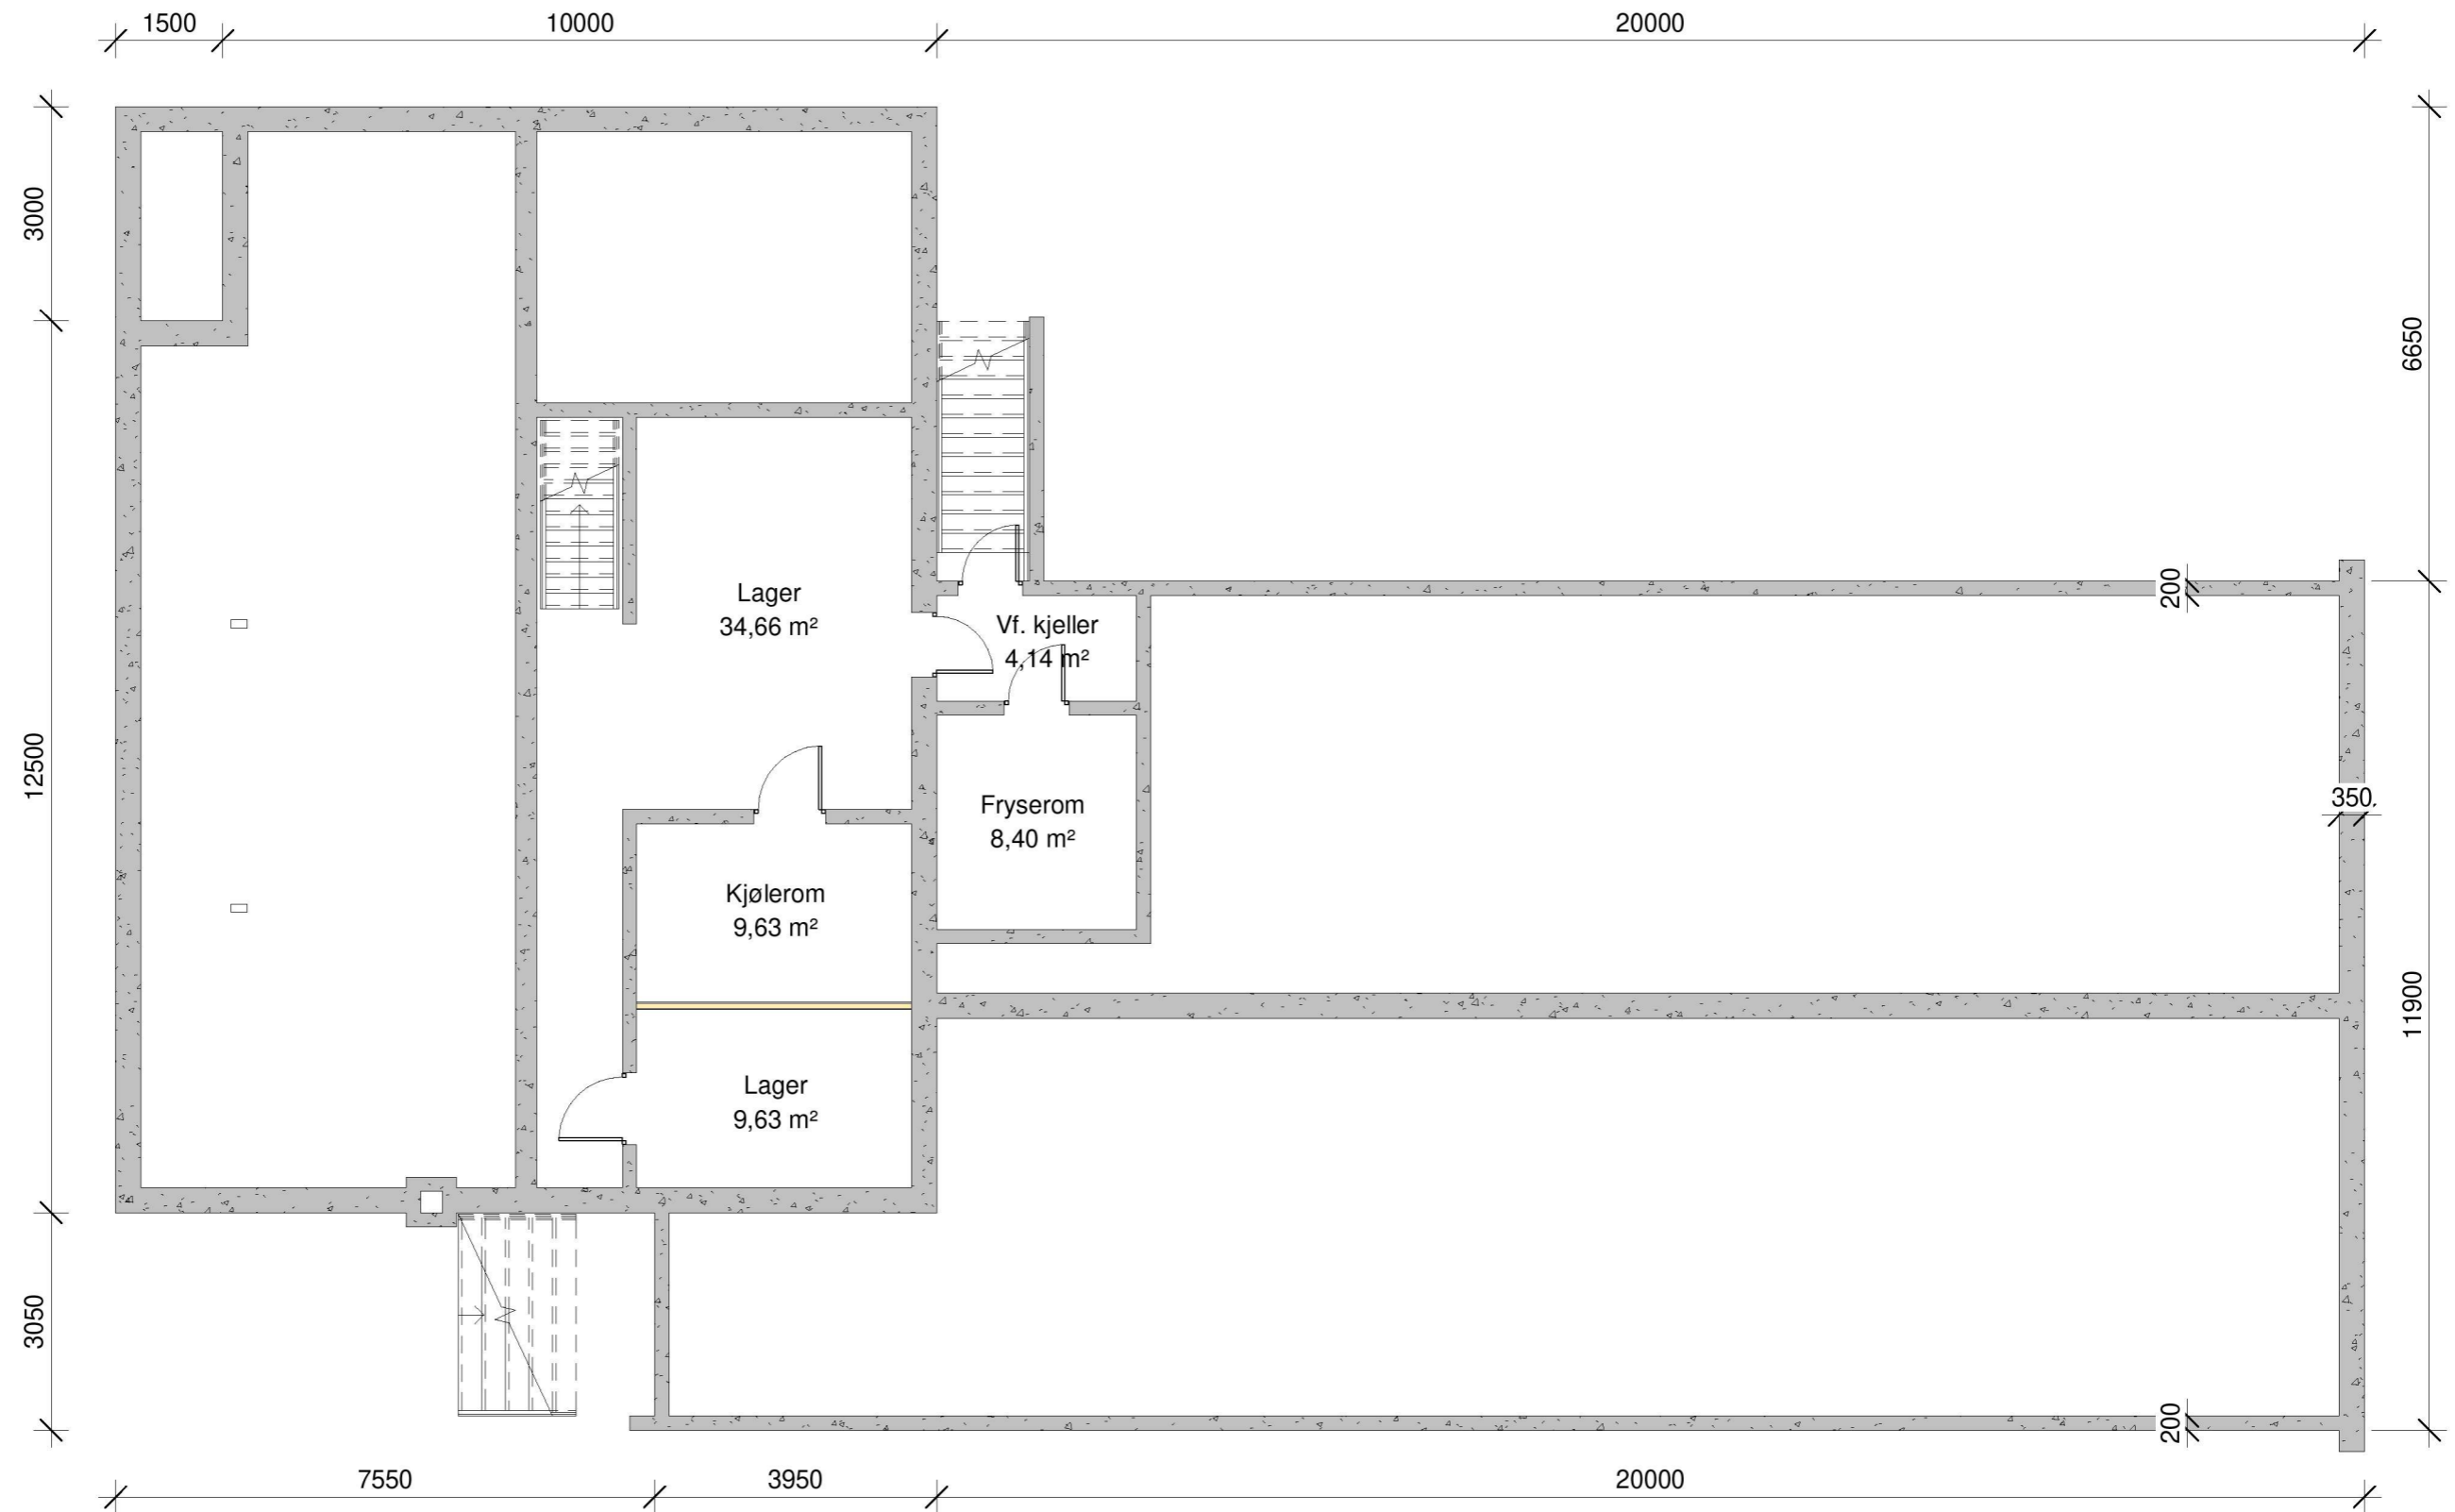 1500
10000
20000
3000
6650
200
Lager
34,66 m²
Vf. kjeller
4,14 m²
12500
350
Fryserom
8,40 m²
Kjølerom
9,63 m²
11900
Lager
9,63 m²
3050
200
7550
3950
20000